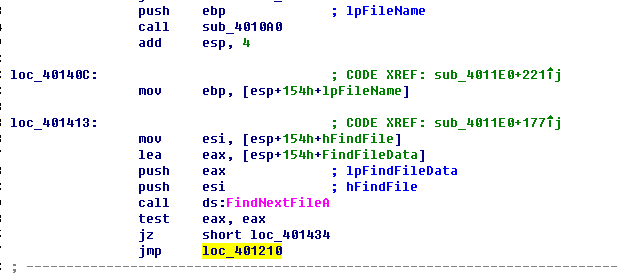 push ebp ; lpFileName
call sub_4010A0
add esp, 4
loc_40140C: ; CODE XREF: sub_4011E0+221↑j
mov ebp, [esp+154h+lpFileName]
loc_401413: ; CODE XREF: sub_4011E0+177↑j
mov esi, [esp+154h+hFindFile]
lea eax, [esp+154h+FindFileData]
push eax ; lpFindFileData
push esi ; hFindFile
call ds:FindNextFileA
test eax, eax
jz short loc_401434
jmp loc_401210
; ---------------------------------------------------------------------------